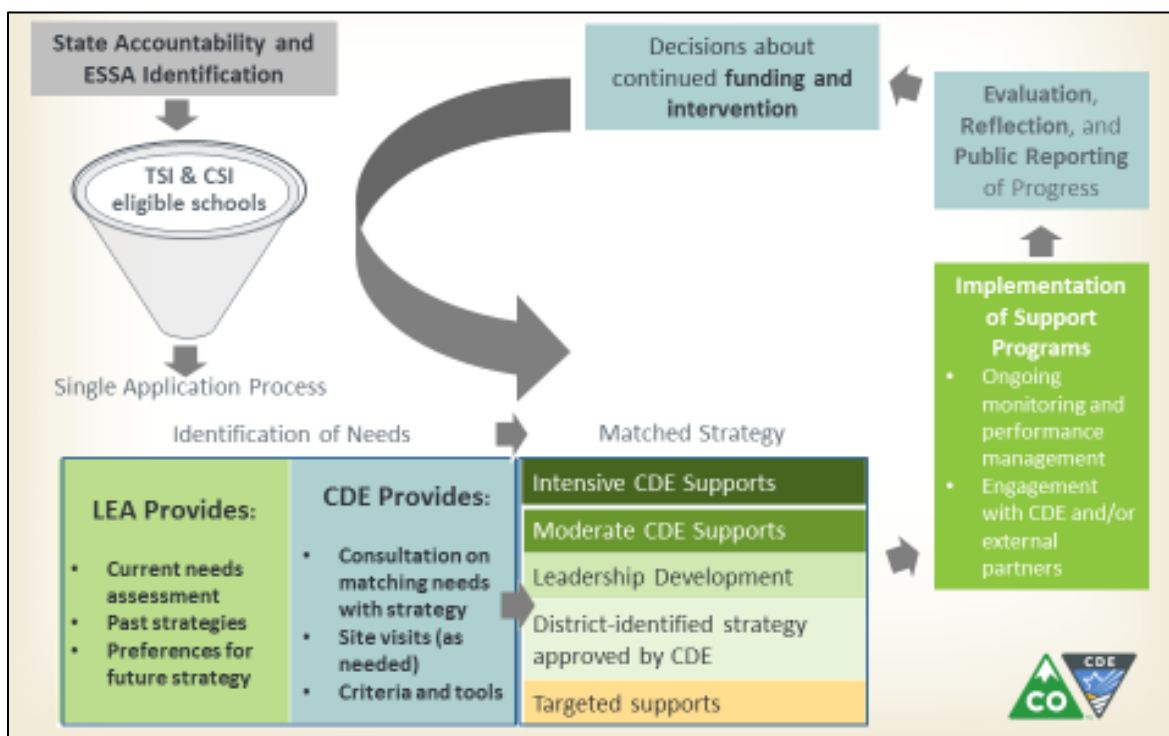 State Accountability and
ESSA Identification
TSI & CSI
eligible schools
Single Application Process
Decisions about
continued funding and
intervention
Evaluation,
Reflection, and
Public Reporting
of Progress
Implementation
of Support
Programs
• Ongoing
monitoring and
performance
management
• Engagement
with CDE and/or
external
partners
Identification of Needs
Matched Strategy
LEA Provides:
• Current needs
assessment
• Past strategies
• Preferences for
future strategy
CDE Provides:
• Consultation on
matching needs
with strategy
• Site visits (as
needed)
• Criteria and tools
Intensive CDE Supports
Moderate CDE Supports
Leadership Development
District-identified strategy
approved by CDE
Targeted supports
CO
CDE